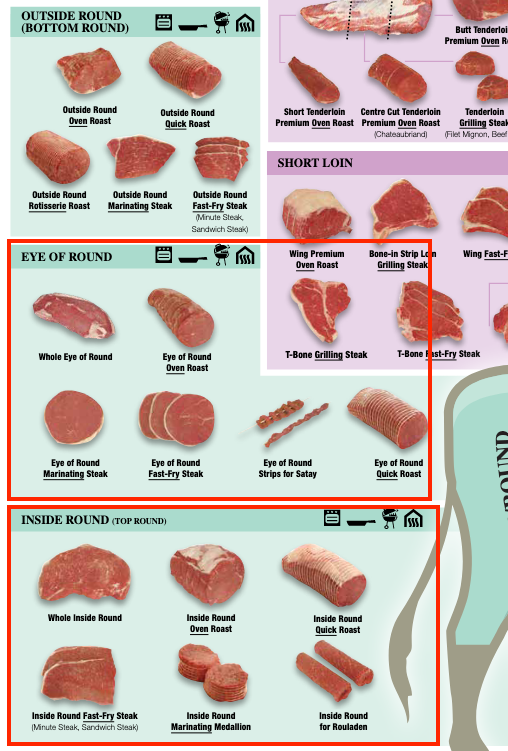 OUTSIDE ROUND
(BOTTOM ROUND)
Outside Round
Oven Roast
Outside Round
Quick Roast
Outside Round
Rotisserie Roast
Outside Round
Marinating Steak
Outside Round
Fast-Fry Steak
(Minute Steak,
Sandwich Steak)
Butt Tenderloin
Premium Oven
Short Tenderloin
Premium Oven Roast
Centre Cut Tenderloin
Premium Oven Roast
(Chateaubriand)
Tenderloin
Grilling Steak
(Filet Mignon, Beef
SHORT LOIN
Wing Premium
Oven Roast
Bone-in Strip Loin
Grilling Steak
Wing
T-Bone Grilling Steak
T-Bone Fast-Fry Steak
EYE OF ROUND
Whole Eye of Round
Eye of Round
Oven Roast
Eye of Round
Marinating Steak
Eye of Round
Fast-Fry Steak
Eye of Round
Strips for Satay
Eye of Round
Quick Roast
ROUND
INSIDE ROUND (TOP ROUND)
Whole Inside Round
Inside Round
Oven Roast
Inside Round
Quick Roast
Inside Round Fast-Fry Steak
(Minute Steak, Sandwich Steak)
Inside Round
Marinating Medallion
Inside Round
for Rouladen